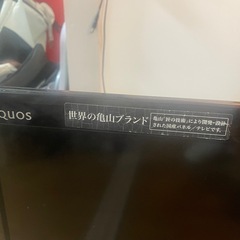 QUOS
世界の亀山ブランド
亀山「匠の技術」により開発・設計
された国産パネル/テレビです。